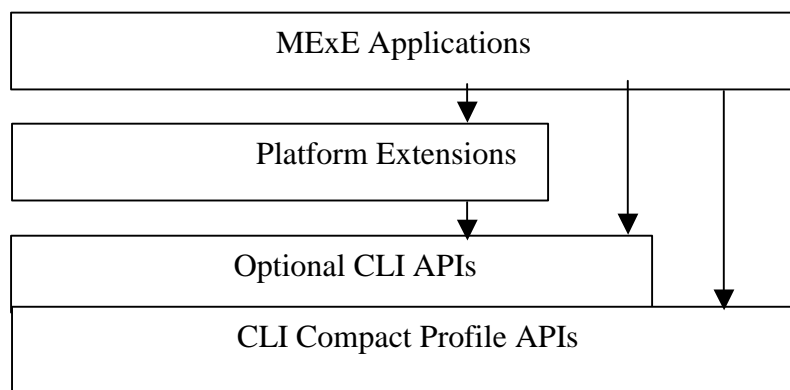 MExE Applications
Platform Extensions
Optional CLI APIs
CLI Compact Profile APIs